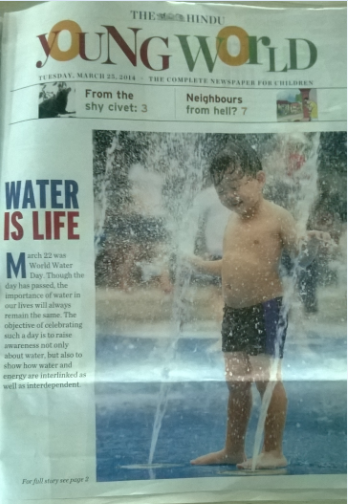 THE HINDU
YOUNG WORLD
TUESDAY, MARCH 25, 2014 · THE COMPLETE NEWSPAPER FOR CHILDREN
From the
shy civet: 3
Neighbours
from hell? 7
WATER
IS LIFE
March 22 was
World Water
Day. Though the
day has passed, the
importance of water in
our lives will always
remain the same. The
objective of celebrating
such a day is to raise
awareness not only
about water, but also to
show how water and
energy are interlinked as
well as interdependent.
For full story see page 2